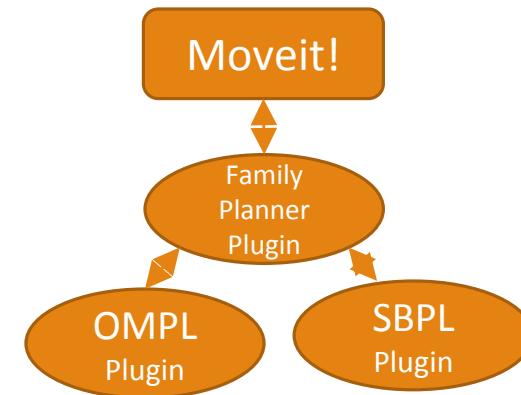 Moveit!
Family
Planner
Plugin
OMPL
Plugin
SBPL
Plugin